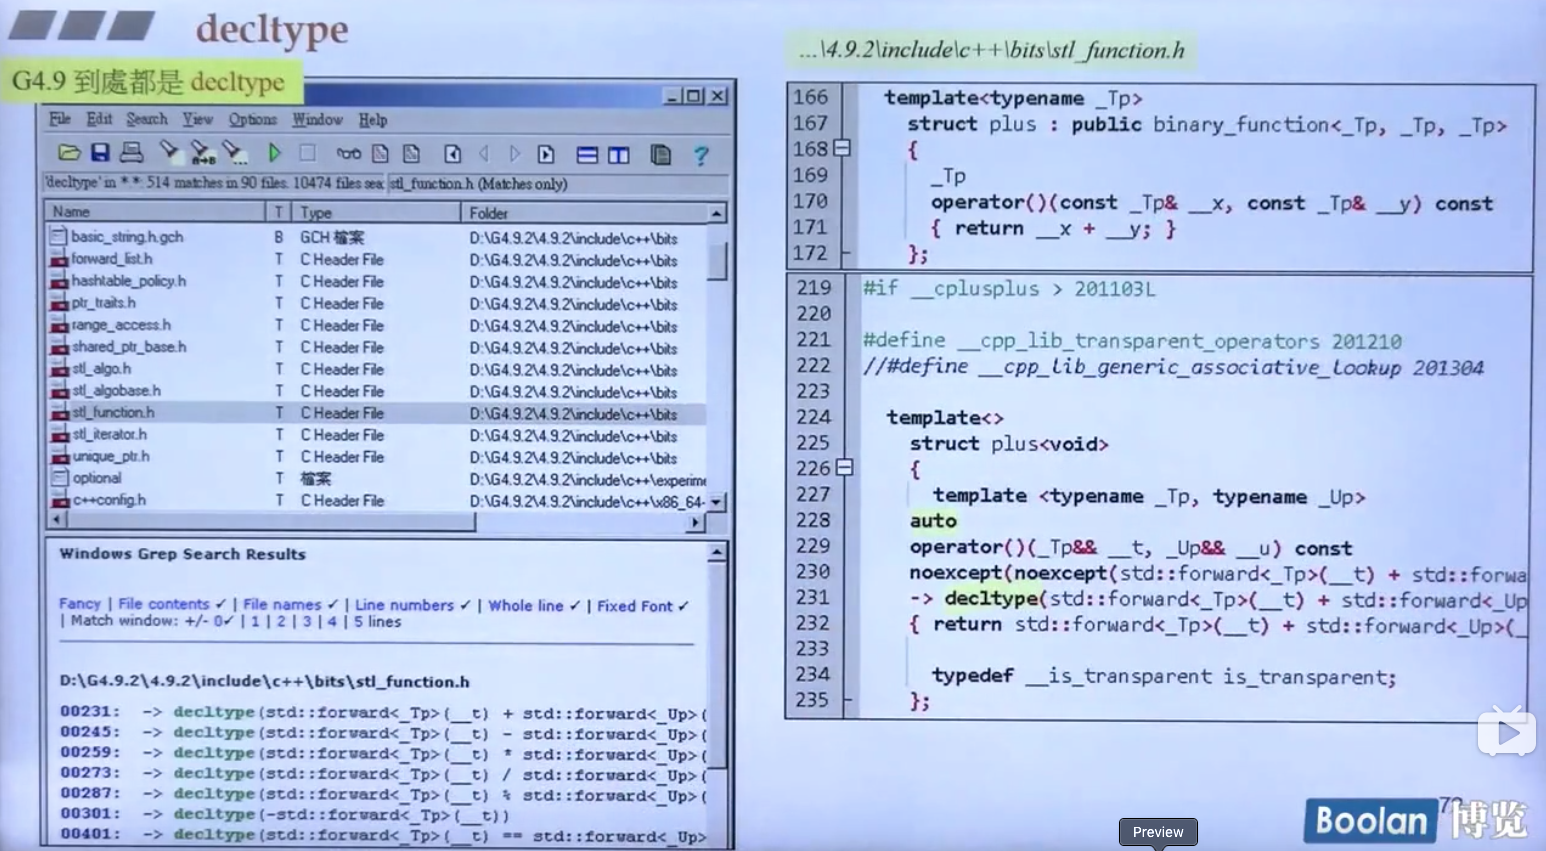 decltype
G4.9 到處都是 decltype
File Edit Search View Options Window Help
'decltype' in *.*: 514 matches in 90 files. 10474 files sea
stl_function.h (Matches only)
Name T Type Folder
basic_string.h.gch B GCH 檔案 D:\G4.9.2\4.9.2\include\c++\bits
forward_list.h T C Header File D:\G4.9.2\4.9.2\include\c++\bits
hashtable_policy.h T C Header File D:\G4.9.2\4.9.2\include\c++\bits
ptr_traits.h T C Header File D:\G4.9.2\4.9.2\include\c++\bits
range_access.h T C Header File D:\G4.9.2\4.9.2\include\c++\bits
shared_ptr_base.h T C Header File D:\G4.9.2\4.9.2\include\c++\bits
stl_algo.h T C Header File D:\G4.9.2\4.9.2\include\c++\bits
stl_algobase.h T C Header File D:\G4.9.2\4.9.2\include\c++\bits
stl_function.h T C Header File D:\G4.9.2\4.9.2\include\c++\bits
stl_iterator.h T C Header File D:\G4.9.2\4.9.2\include\c++\bits
unique_ptr.h T C Header File D:\G4.9.2\4.9.2\include\c++\bits
optional T 檔案 D:\G4.9.2\4.9.2\include\c++\experime
c++config.h T C Header File D:\G4.9.2\4.9.2\include\c++\x86_64-
Windows Grep Search Results
Fancy | File contents ✓ | File names ✓ | Line numbers ✓ | Whole line ✓ | Fixed Font ✓
| Match window: +/- 0✓ | 1 | 2 | 3 | 4 | 5 lines
D:\G4.9.2\4.9.2\include\c++\bits\stl_function.h
00231: -> decltype(std::forward<_Tp>(__t) + std::forward<_Up>(
00245: -> decltype(std::forward<_Tp>(__t) - std::forward<_Up>(
00259: -> decltype(std::forward<_Tp>(__t) * std::forward<_Up>(
00273: -> decltype(std::forward<_Tp>(__t) / std::forward<_Up>(
00287: -> decltype(std::forward<_Tp>(__t) % std::forward<_Up>(
00301: -> decltype(-std::forward<_Tp>(__t))
00401: -> decltype(std::forward<_Tp>(__t) == std::forward<_Up>
...\4.9.2\include\c++\bits\stl_function.h
166 template<typename _Tp>
167 struct plus : public binary_function<_Tp, _Tp, _Tp>
168 {
169 _Tp
170 operator()(const _Tp& __x, const _Tp& __y) const
171 { return __x + __y; }
172 };
219 #if __cplusplus > 201103L
220
221 #define __cpp_lib_transparent_operators 201210
222 //#define __cpp_lib_generic_associative_lookup 201304
223
224 template<>
225 struct plus<void>
226 {
227 template <typename _Tp, typename _Up>
228 auto
229 operator()(_Tp&& __t, _Up&& __u) const
230 noexcept(noexcept(std::forward<_Tp>(__t) + std::forwa
231 -> decltype(std::forward<_Tp>(__t) + std::forward<_Up
232 { return std::forward<_Tp>(__t) + std::forward<_Up>(_
233
234 typedef __is_transparent is_transparent;
235 };
Boolan 博览
Preview